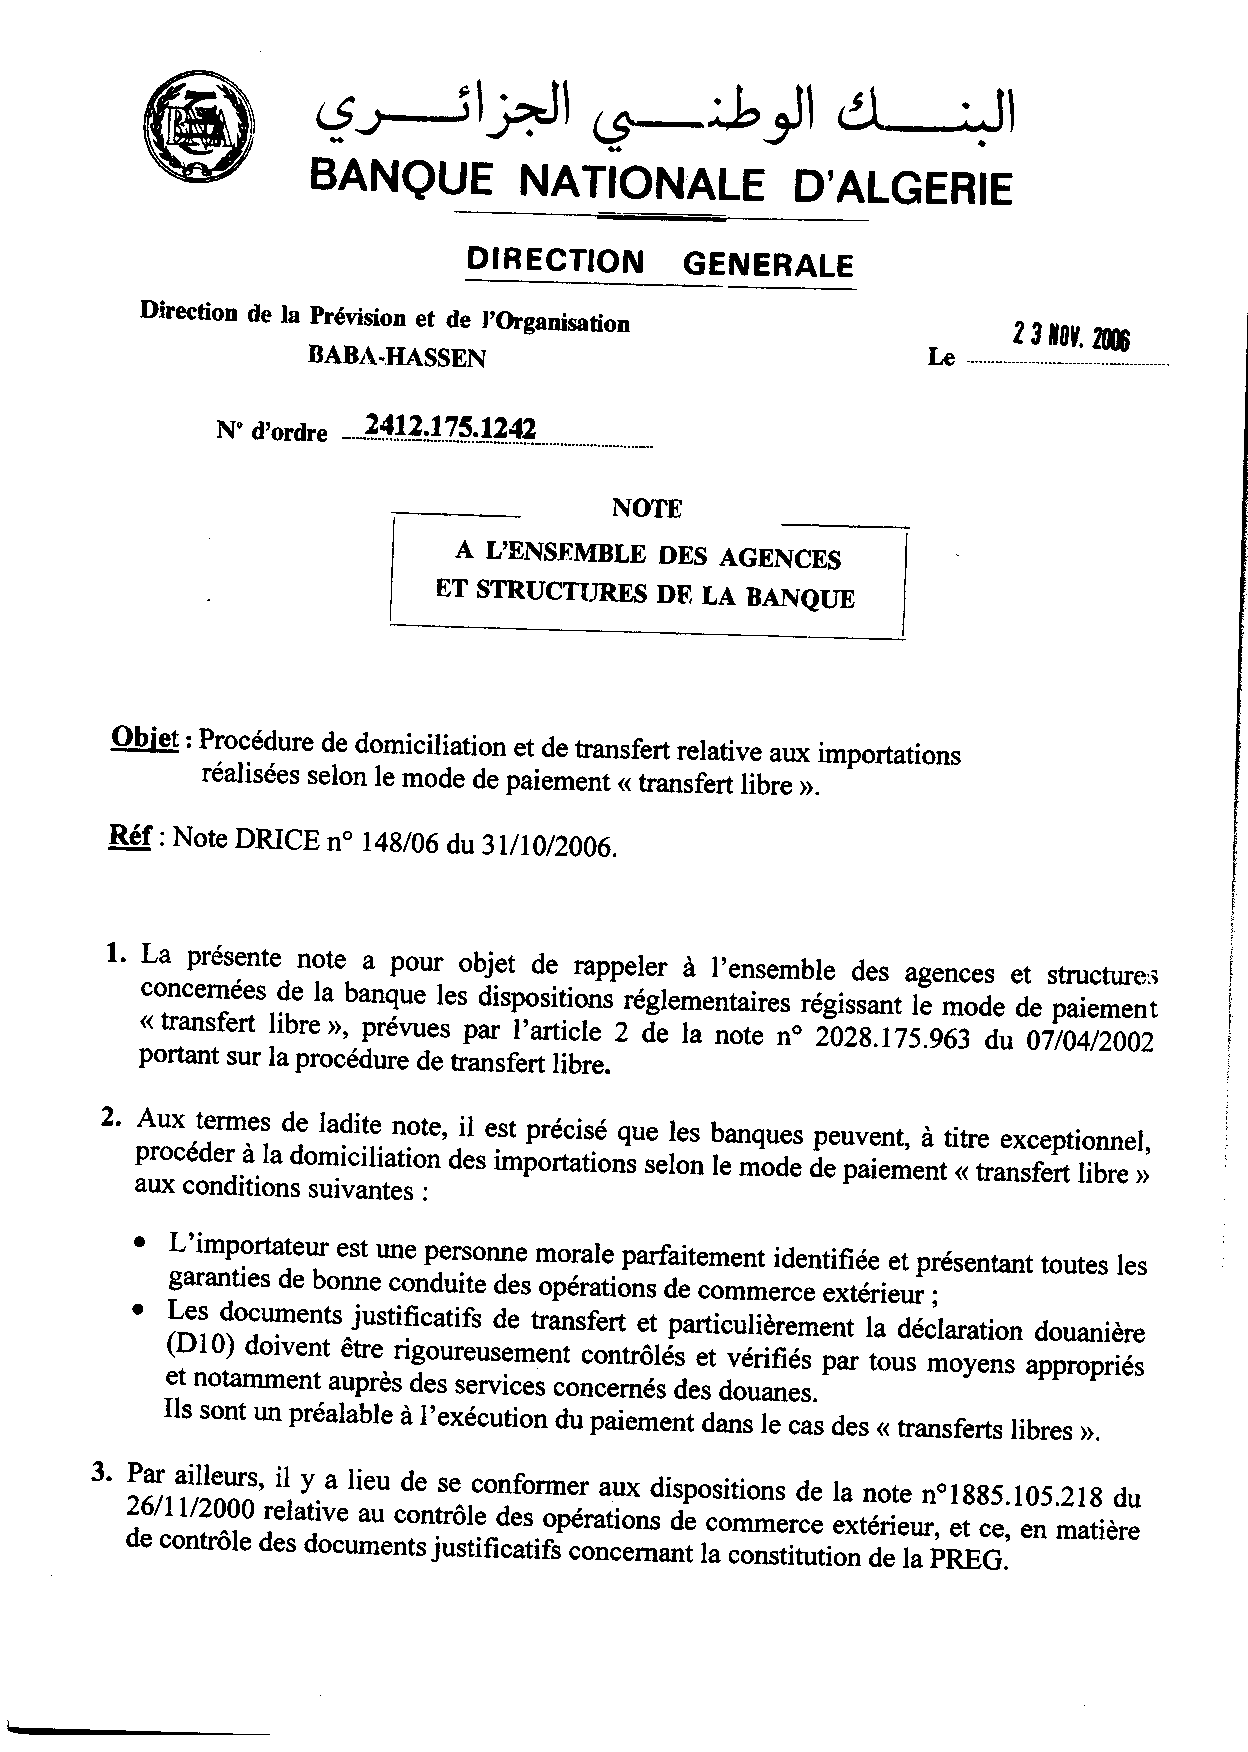 البنك الوطني الجزائري
BANQUE NATIONALE D'ALGERIE
DIRECTION GENERALE
Direction de la Prévision et de l'Organisation
BABA-HASSEN
Le 23 NOV. 2006
N° d'ordre 2412.175.1242
NOTE
A L'ENSEMBLE DES AGENCES
ET STRUCTURES DE LA BANQUE
Objet : Procédure de domiciliation et de transfert relative aux importations
réalisées selon le mode de paiement « transfert libre ».
Réf : Note DRICE n° 148/06 du 31/10/2006.
1. La présente note a pour objet de rappeler à l'ensemble des agences et structures
concernées de la banque les dispositions réglementaires régissant le mode de paiement
« transfert libre », prévues par l'article 2 de la note n° 2028.175.963 du 07/04/2002
portant sur la procédure de transfert libre.
2. Aux termes de ladite note, il est précisé que les banques peuvent, à titre exceptionnel,
procéder à la domiciliation des importations selon le mode de paiement « transfert libre »
aux conditions suivantes :
• L'importateur est une personne morale parfaitement identifiée et présentant toutes les
garanties de bonne conduite des opérations de commerce extérieur ;
• Les documents justificatifs de transfert et particulièrement la déclaration douanière
(D10) doivent être rigoureusement contrôlés et vérifiés par tous moyens appropriés
et notamment auprès des services concernés des douanes.
Ils sont un préalable à l'exécution du paiement dans le cas des « transferts libres ».
3. Par ailleurs, il y a lieu de se conformer aux dispositions de la note n°1885.105.218 du
26/11/2000 relative au contrôle des opérations de commerce extérieur, et ce, en matière
de contrôle des documents justificatifs concernant la constitution de la PREG.